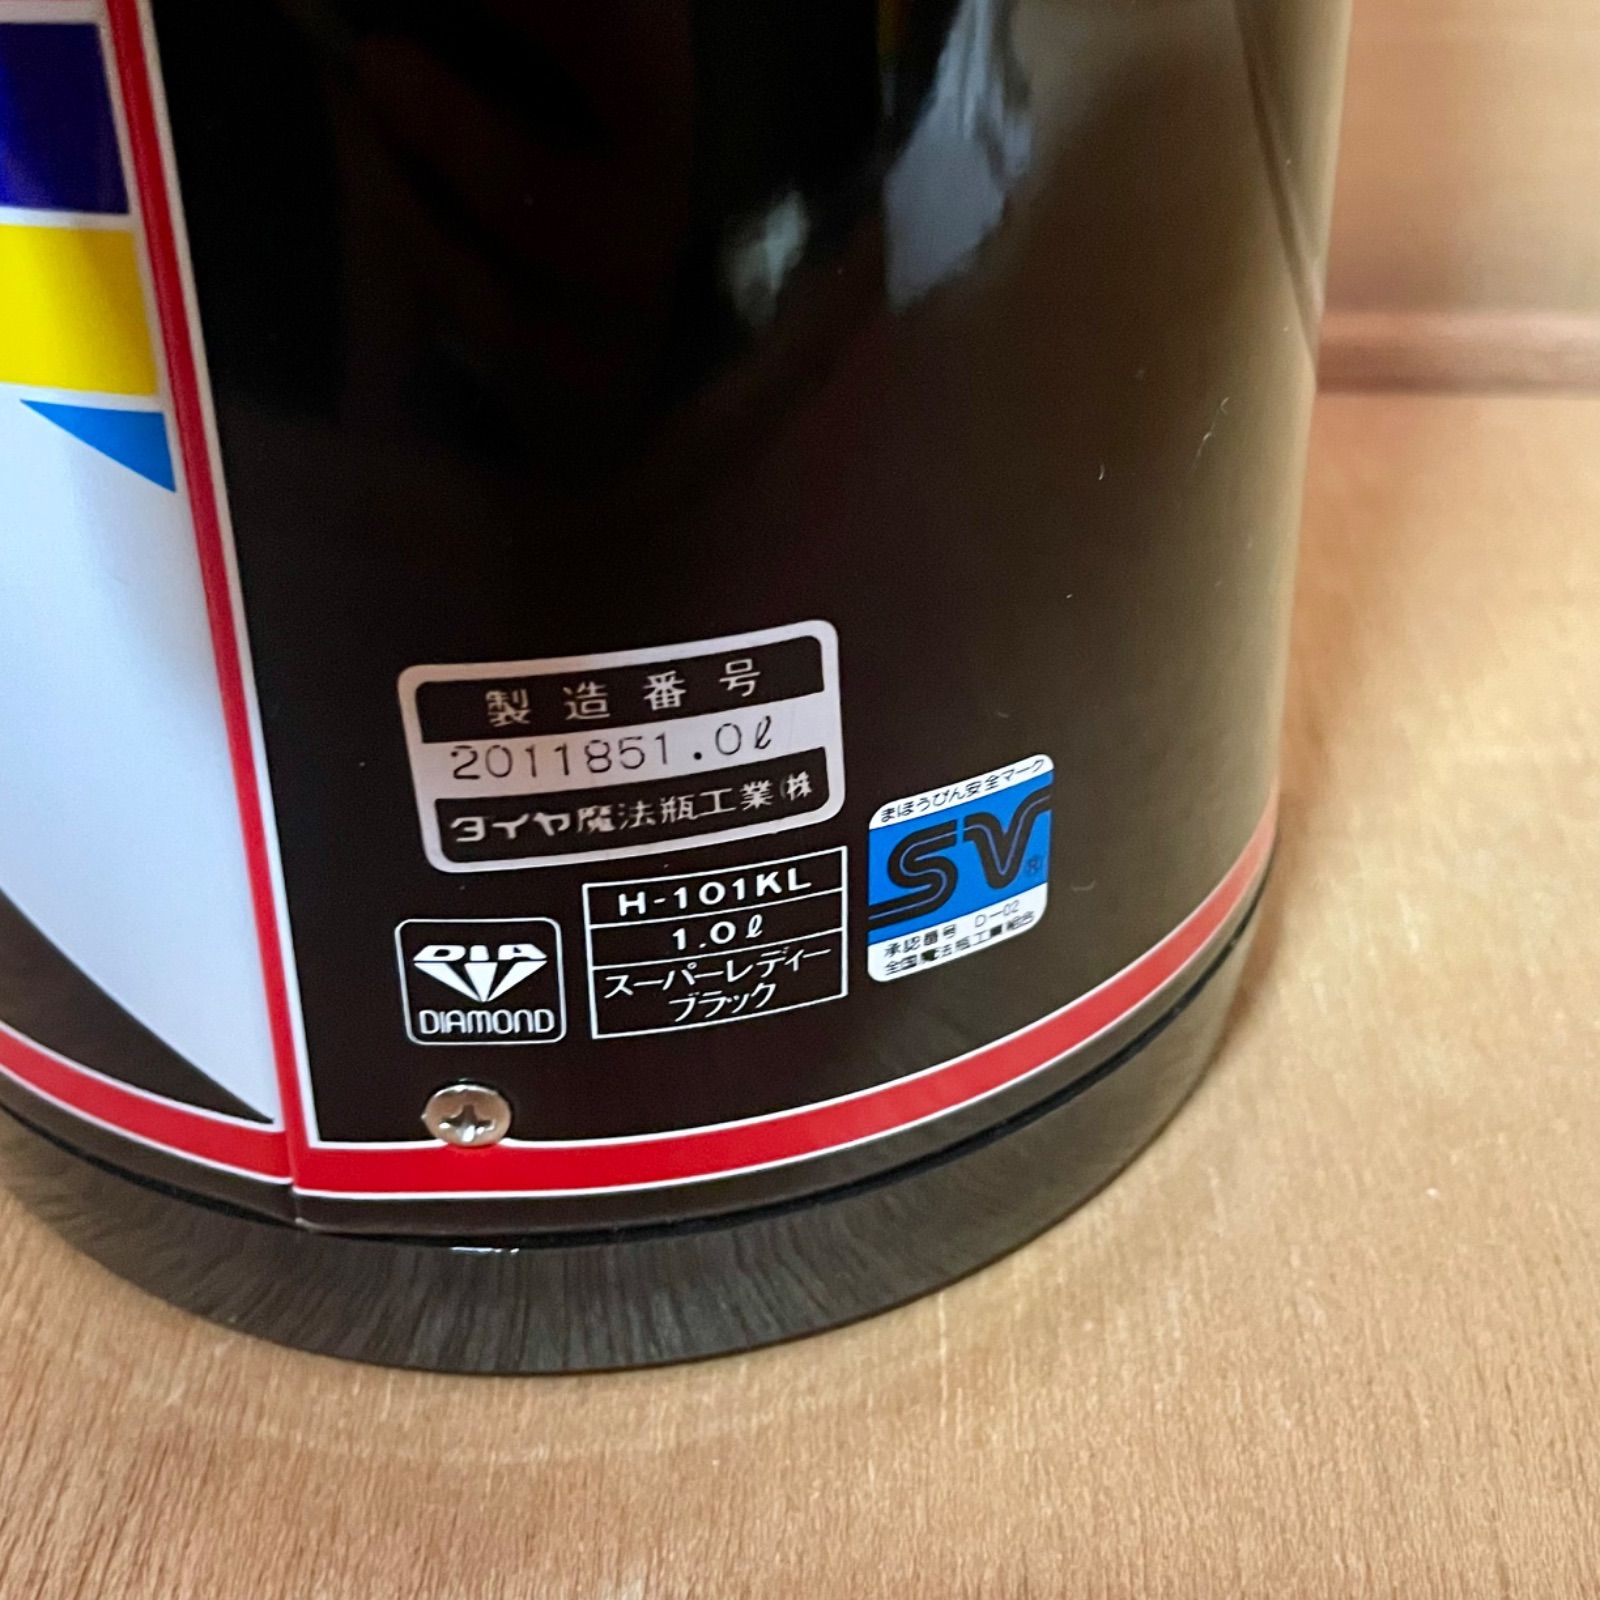 製造番号
2011851.0ℓ
ダイヤ魔法瓶工業(株
DIA
DIAMOND
H-101KL
1.0ℓ
スーパーレディー
ブラック
まほうびん安全マーク
SV®
承認番号 D-02
全国魔法瓶工業組合